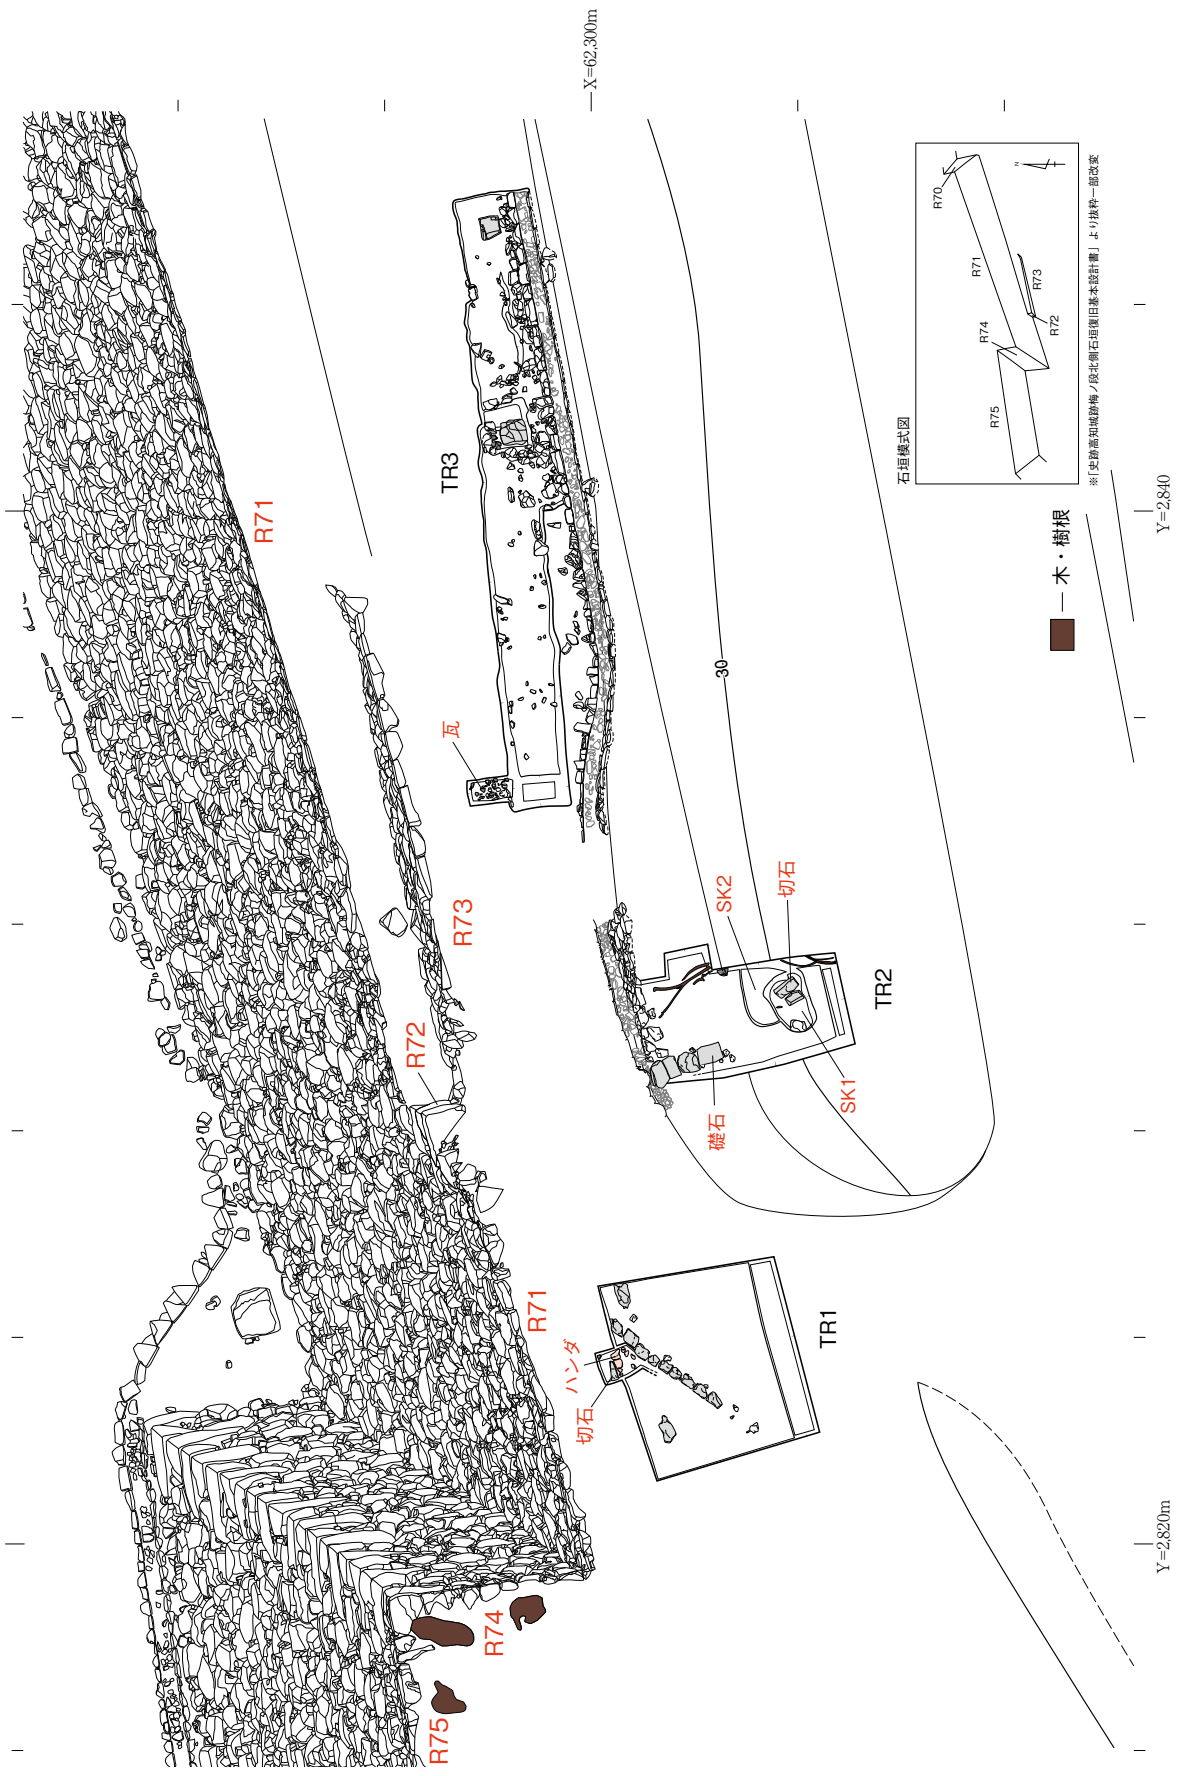 X=62,300m
R71
TR3
瓦
R73
R72
R71
R74
R75
30
SK2
切石
TR2
SK1
礎石
TR1
ハンダ
切石
石垣模式図
R70
R71
R74
R75
R73
R72
N
※「史跡高知城跡梅ノ段北側石垣復旧基本設計書」より抜粋一部改変
木・樹根
Y=2,840
Y=2,820m